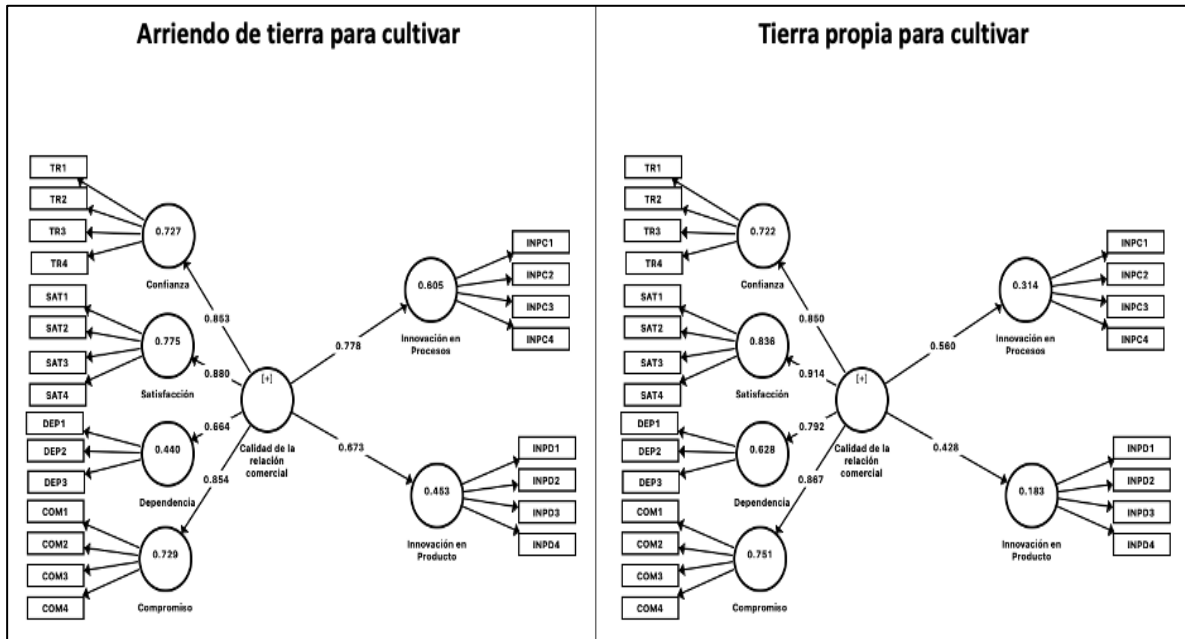 Arriendo de tierra para cultivar
TR1
TR2
TR3
TR4
0.727
Confianza
SAT1
SAT2
SAT3
SAT4
0.775
Satisfacción
DEP1
DEP2
DEP3
0.440
Dependencia
COM1
COM2
COM3
COM4
0.729
Compromiso
0.853
0.880
0.664
0.854
[+]
Calidad de la
relación
comercial
0.778
0.673
0.605
Innovación en
Procesos
INPC1
INPC2
INPC3
INPC4
0.453
Innovación en
Producto
INPD1
INPD2
INPD3
INPD4
Tierra propia para cultivar
TR1
TR2
TR3
TR4
0.722
Confianza
SAT1
SAT2
SAT3
SAT4
0.836
Satisfacción
DEP1
DEP2
DEP3
0.628
Dependencia
COM1
COM2
COM3
COM4
0.751
Compromiso
0.850
0.914
0.792
0.867
[+]
Calidad de la
relación
comercial
0.560
0.428
0.314
Innovación en
Procesos
INPC1
INPC2
INPC3
INPC4
0.183
Innovación en
Producto
INPD1
INPD2
INPD3
INPD4